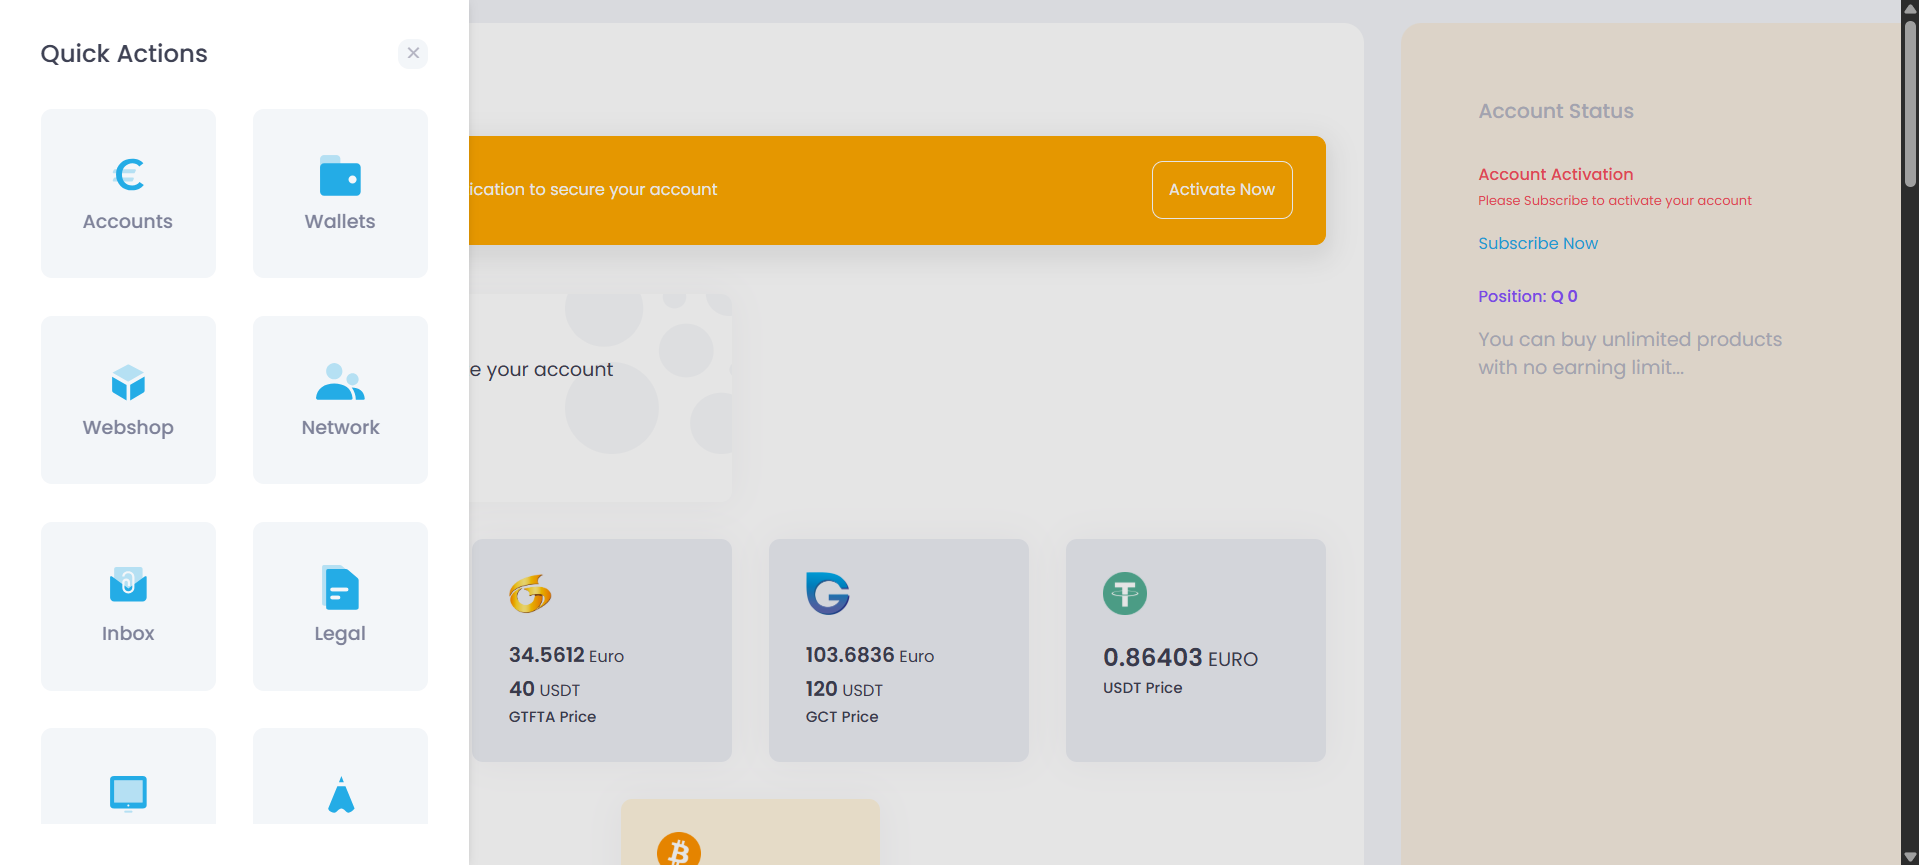 Quick Actions
Accounts
Wallets
Webshop
Network
Inbox
Legal
ication to secure your account
Activate Now
e your account
34.5612 Euro
40 USDT
GTFTA Price
103.6836 Euro
120 USDT
GCT Price
0.86403 EURO
USDT Price
Account Status
Account Activation
Please Subscribe to activate your account
Subscribe Now
Position: Q 0
You can buy unlimited products
with no earning limit...